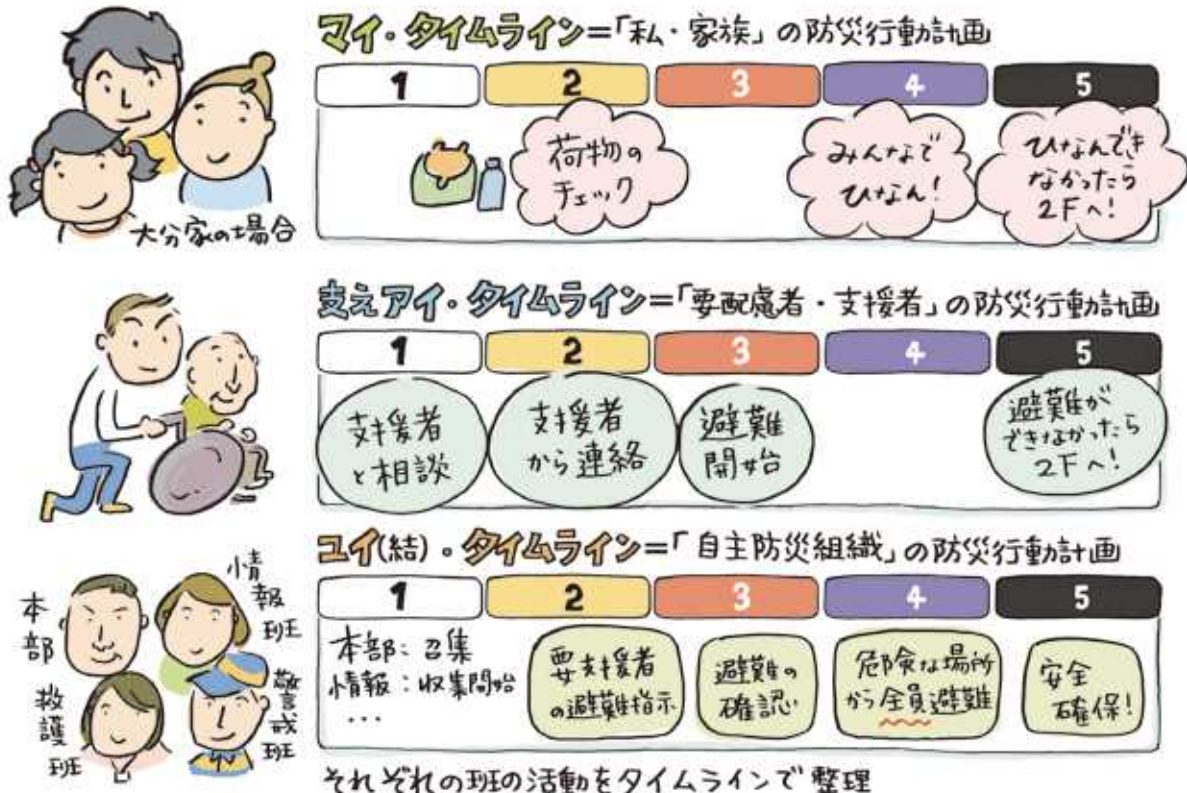 マイ・タイムライン=「私・家族」の防災行動計画
1 2 3 4 5
荷物の
チェック
みんなで
ひなん!
ひなんでき
なかったら
2Fへ!
大分家の場合
支えアイ・タイムライン=「要配慮者・支援者」の防災行動計画
1 2 3 4 5
支援者
と相談
支援者
から連絡
避難
開始
避難が
できなかったら
2Fへ!
ユイ(結)・タイムライン=「自主防災組織」の防災行動計画
本部
情報班
救護班
警戒班
1 2 3 4 5
本部:召集
情報:収集開始
…
要支援者
の避難指示
避難の
確認
危険な場所
から全員避難
安全
確保!
それぞれの班の活動をタイムラインで整理